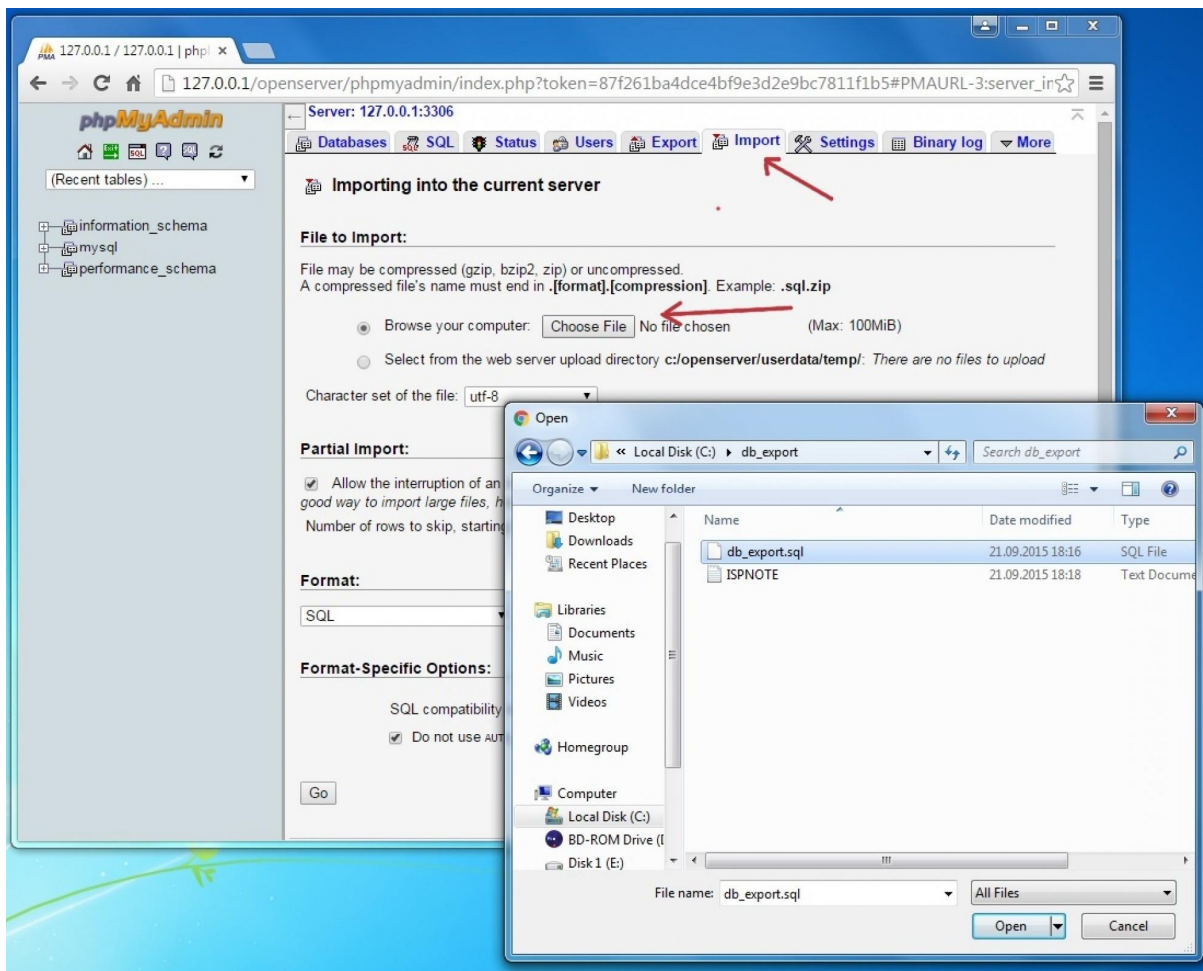 127.0.0.1 / 127.0.0.1 | php
127.0.0.1/openserver/phpmyadmin/index.php?token=87f261ba4dce4bf9e3d2e9bc7811f1b5#PMAURL-3:server_in
phpMyAdmin
(Recent tables) ...
information_schema
mysql
performance_schema
Server: 127.0.0.1:3306
Databases SQL Status Users Export Import Settings Binary log More
Importing into the current server
File to Import:
File may be compressed (gzip, bzip2, zip) or uncompressed.
A compressed file's name must end in .[format].[compression]. Example: .sql.zip
Browse your computer: Choose File No file chosen (Max: 100MiB)
Select from the web server upload directory c:/openserver/userdata/temp/: There are no files to upload
Character set of the file: utf-8
Partial Import:
Allow the interruption of an
good way to import large files, h
Number of rows to skip, starting
Format:
SQL
Format-Specific Options:
SQL compatibility
Do not use AUT
Go
Open
« Local Disk (C:) db_export
Search db_export
Organize New folder
Desktop
Downloads
Recent Places
Libraries
Documents
Music
Pictures
Videos
Homegroup
Computer
Local Disk (C:)
BD-ROM Drive (
Disk 1 (E:)
Name Date modified Type
db_export.sql 21.09.2015 18:16 SQL File
ISPNOTE 21.09.2015 18:18 Text Docume
File name: db_export.sql
All Files
Open Cancel